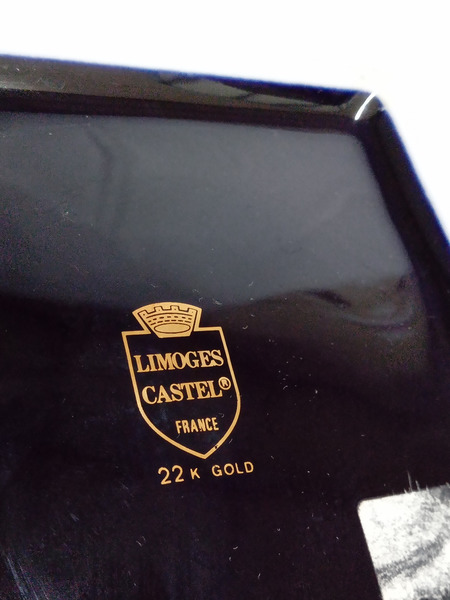 LIMOGES
CASTEL®
FRANCE
22 K GOLD